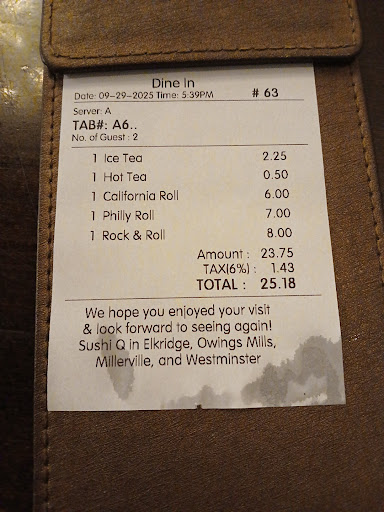 Dine In
Date: 09-29-2025 Time: 5:39PM # 63
Server: A
TAB#: A6..
No. of Guest : 2
1 Ice Tea 2.25
1 Hot Tea 0.50
1 California Roll 6.00
1 Philly Roll 7.00
1 Rock & Roll 8.00
Amount : 23.75
TAX(6%) : 1.43
TOTAL : 25.18
We hope you enjoyed your visit
& look forward to seeing again!
Sushi Q in Elkridge, Owings Mills,
Millerville, and Westminster